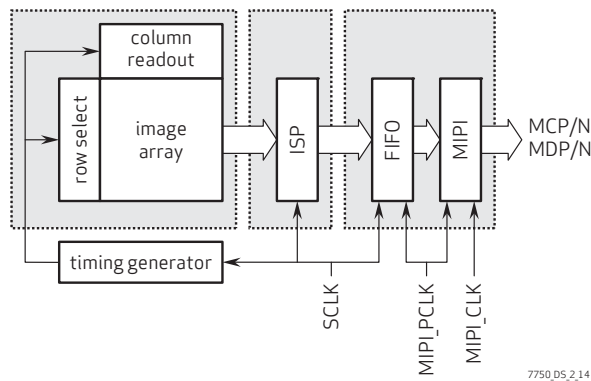 column
readout
row select
image
array
ISP
FIFO
MIPI
MCP/N
MDP/N
timing generator
SCLK
MIPI_PCLK
MIPI_CLK
7750_DS_2_14